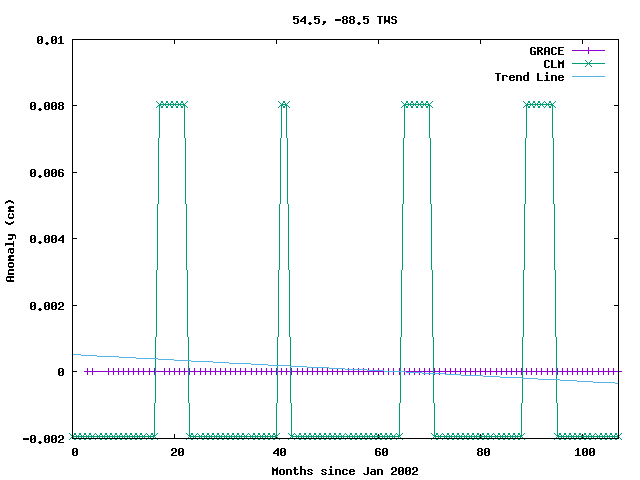 54.5, -88.5 TWS
0.01
0.008
0.006
0.004
0.002
0
-0.002
Anomaly (cm)
GRACE
CLM
Trend Line
0 20 40 60 80 100
Months since Jan 2002